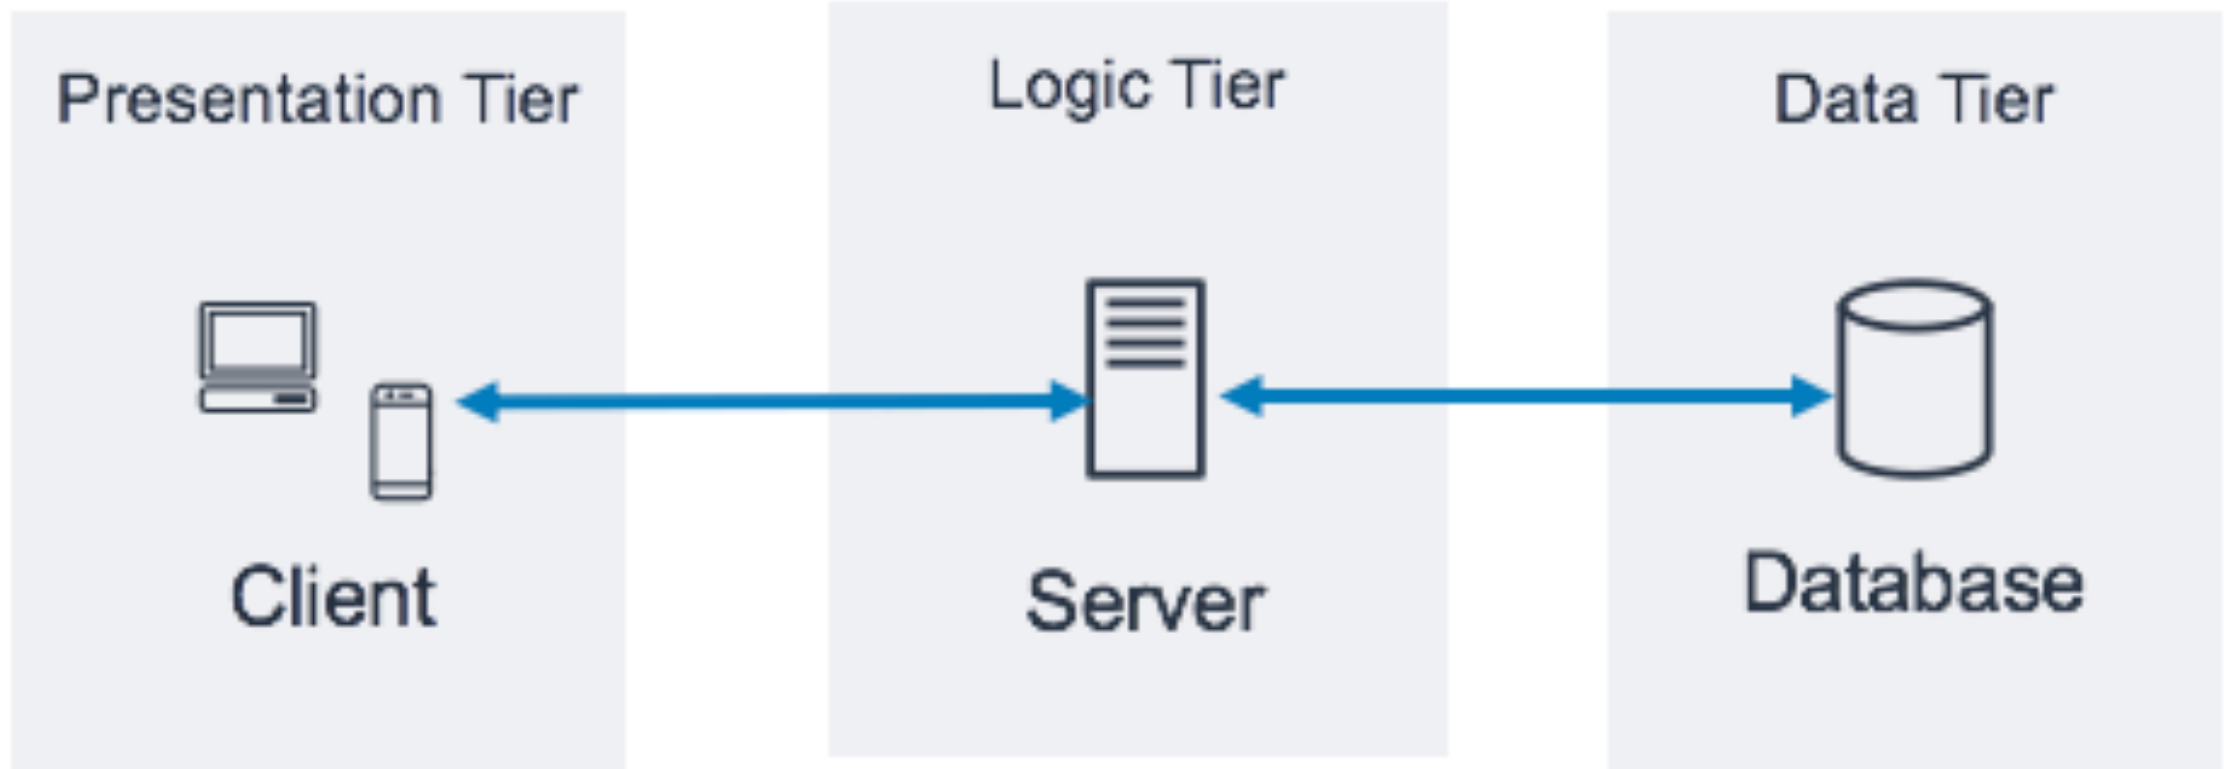 Presentation Tier
Client
Logic Tier
Server
Data Tier
Database